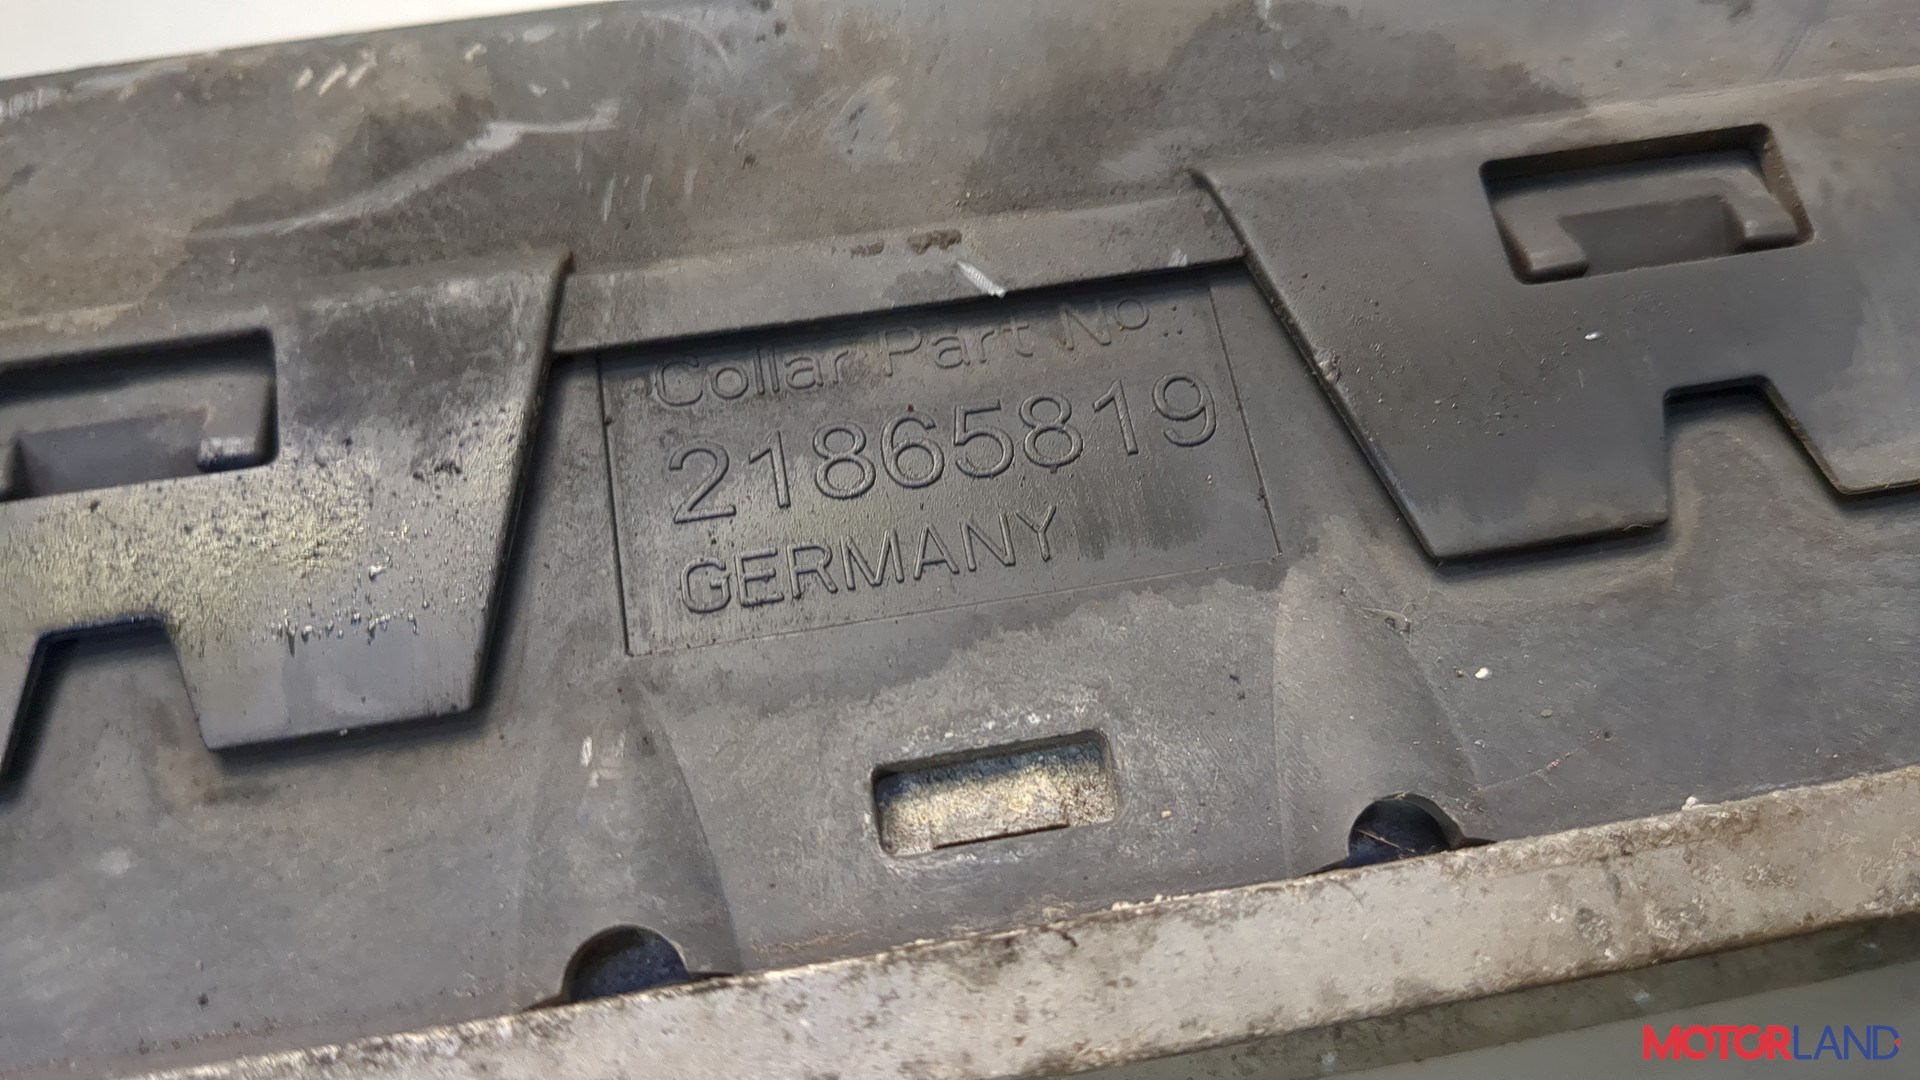 Collar Part No.:
21865819
GERMANY
MOTORLAND